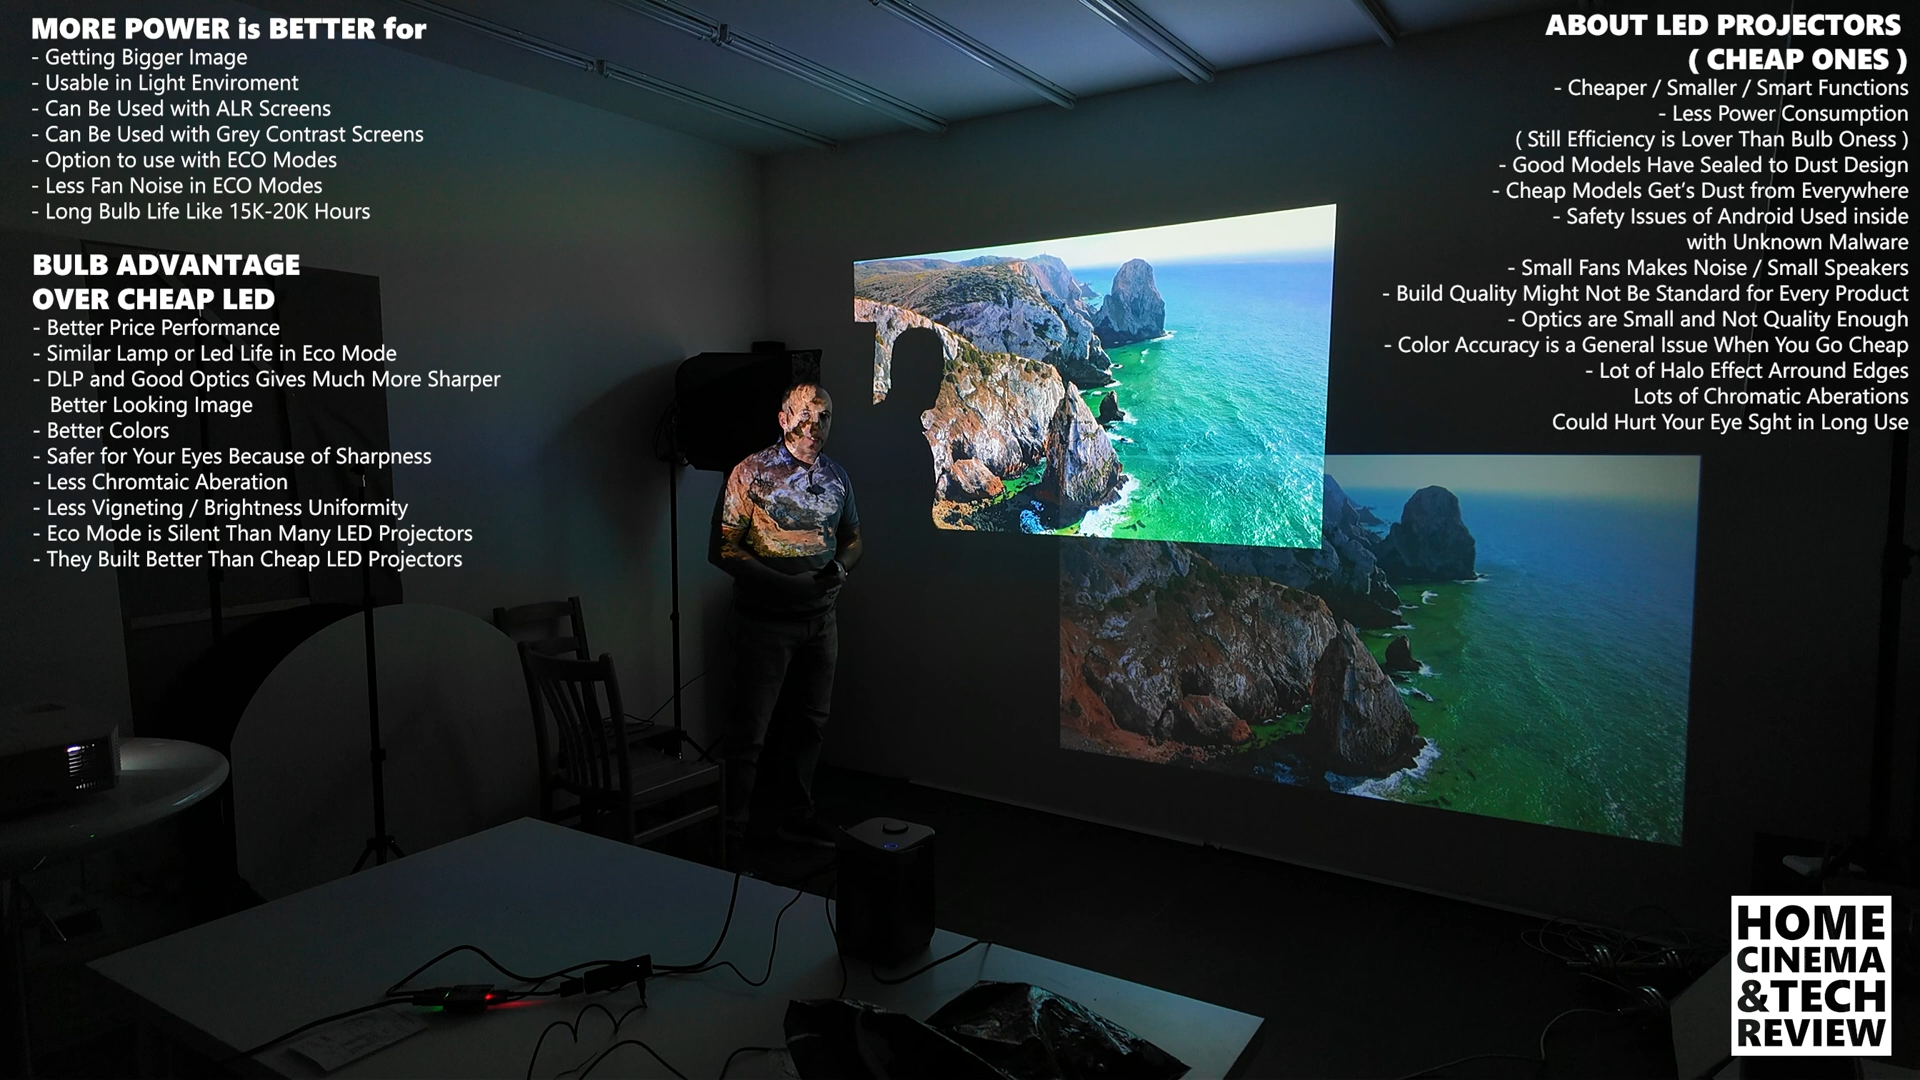 MORE POWER is BETTER for
- Getting Bigger Image
- Usable in Light Enviroment
- Can Be Used with ALR Screens
- Can Be Used with Grey Contrast Screens
- Option to use with ECO Modes
- Less Fan Noise in ECO Modes
- Long Bulb Life Like 15K-20K Hours
BULB ADVANTAGE
OVER CHEAP LED
- Better Price Performance
- Similar Lamp or Led Life in Eco Mode
- DLP and Good Optics Gives Much More Sharper
Better Looking Image
- Better Colors
- Safer for Your Eyes Because of Sharpness
- Less Chromtaic Aberation
- Less Vigneting / Brightness Uniformity
- Eco Mode is Silent Than Many LED Projectors
- They Built Better Than Cheap LED Projectors
ABOUT LED PROJECTORS
( CHEAP ONES )
- Cheaper / Smaller / Smart Functions
- Less Power Consumption
( Still Efficiency is Lover Than Bulb Oness )
- Good Models Have Sealed to Dust Design
- Cheap Models Get's Dust from Everywhere
- Safety Issues of Android Used inside
with Unknown Malware
- Small Fans Makes Noise / Small Speakers
- Build Quality Might Not Be Standard for Every Product
- Optics are Small and Not Quality Enough
- Color Accuracy is a General Issue When You Go Cheap
- Lot of Halo Effect Arround Edges
Lots of Chromatic Aberations
Could Hurt Your Eye Sght in Long Use
HOME
CINEMA
&TECH
REVIEW